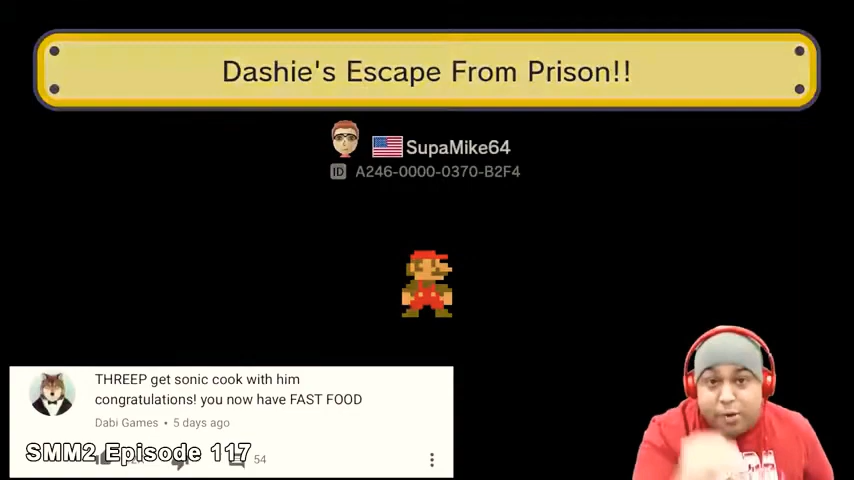 Dashie's Escape From Prison!!
SupaMike64
ID A246-0000-0370-B2F4
THREEP get sonic cook with him
congratulations! you now have FAST FOOD
Dabi Games • 5 days ago
SMM2 Episode 117
54